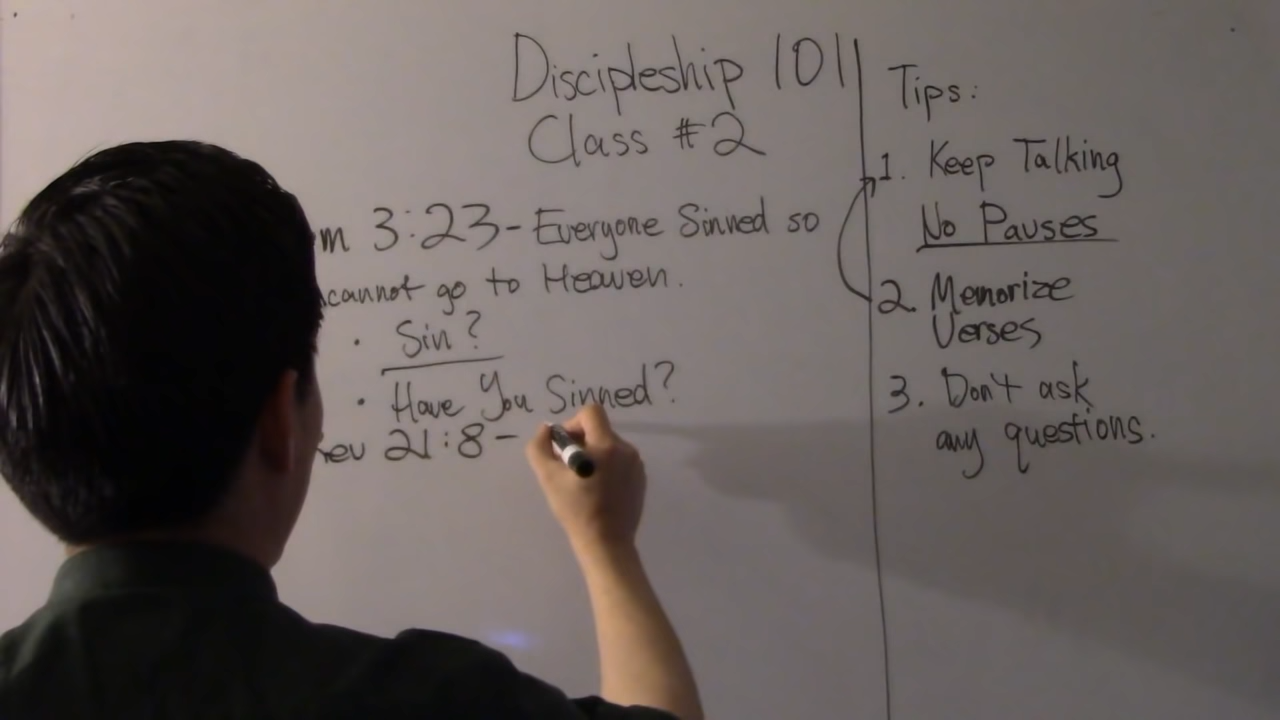 Discipleship 101
Class #2
m 3:23 - Everyone Sinned so
cannot go to Heaven.
• Sin?
• Have You Sinned?
rev 21:8 -
Tips:
1. Keep Talking
No Pauses
2. Memorize
Verses
3. Don't ask
any questions.